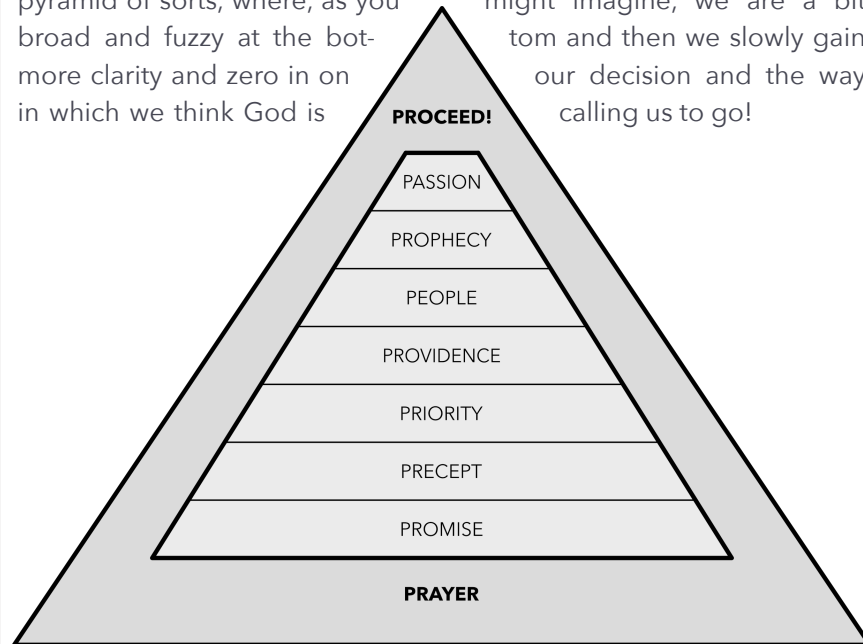 pyramid of sorts, where, as you might imagine, we are a bit
broad and fuzzy at the bot- tom and then we slowly gain
more clarity and zero in on our decision and the way
in which we think God is calling us to go!
PROCEED!
PASSION
PROPHECY
PEOPLE
PROVIDENCE
PRIORITY
PRECEPT
PROMISE
PRAYER